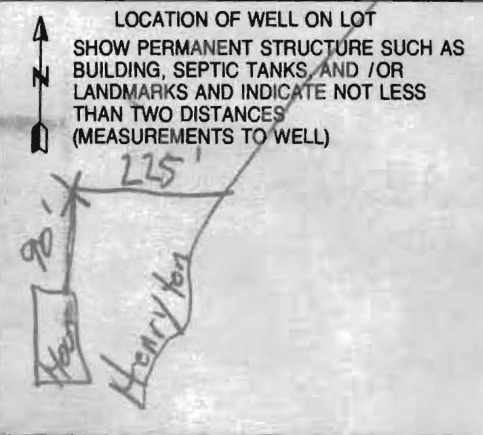 LOCATION OF WELL ON LOT
SHOW PERMANENT STRUCTURE SUCH AS
BUILDING, SEPTIC TANKS, AND / OR
LANDMARKS AND INDICATE NOT LESS
THAN TWO DISTANCES
(MEASUREMENTS TO WELL)
N
225'
90'
Henryton